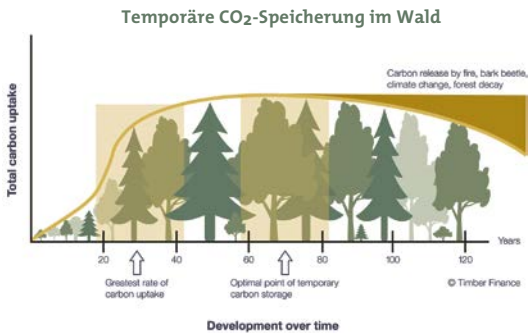 Temporäre CO₂-Speicherung im Wald
Carbon release by fire, bark beetle,
climate change, forest decay
Total carbon uptake
20 40 60 80 100 120 Years
Greatest rate of
carbon uptake
Optimal point of temporary
carbon storage
© Timber Finance
Development over time